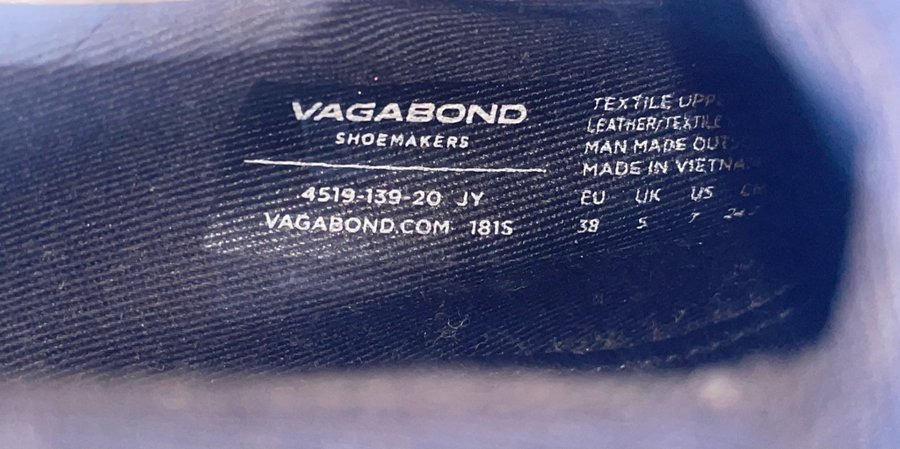 VAGABOND
SHOEMAKERS
4519-139-20 JY
VAGABOND.COM 181S
TEXTILE
LEATHER/TEXTILE
MAN MADE
MADE IN
EU UK US
38 5 7